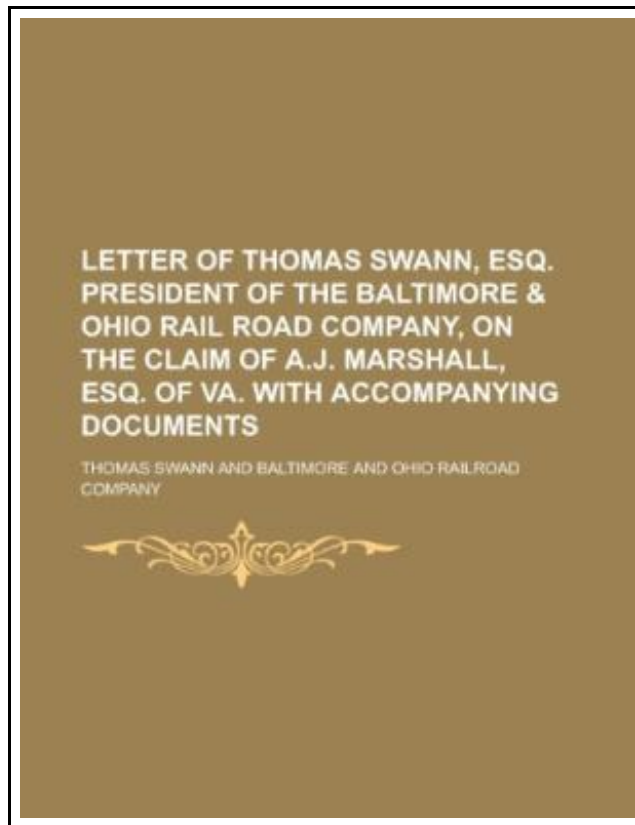 LETTER OF THOMAS SWANN, ESQ.
PRESIDENT OF THE BALTIMORE &
OHIO RAIL ROAD COMPANY, ON
THE CLAIM OF A.J. MARSHALL,
ESQ. OF VA. WITH ACCOMPANYING
DOCUMENTS
THOMAS SWANN AND BALTIMORE AND OHIO RAILROAD
COMPANY